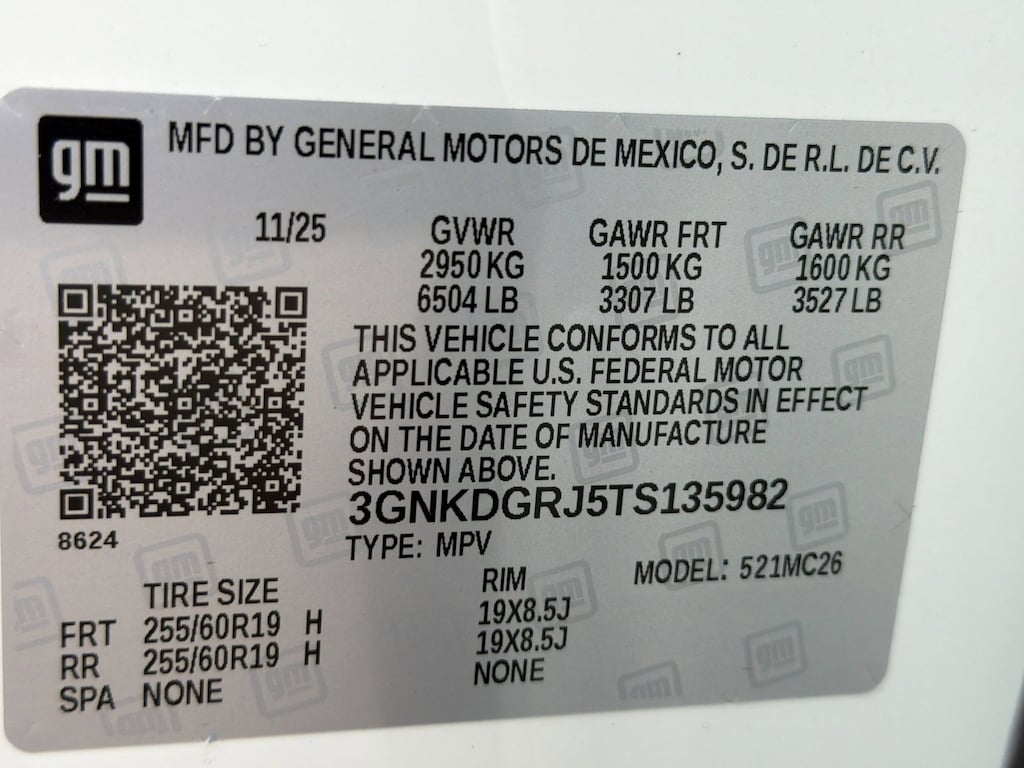 gm MFD BY GENERAL MOTORS DE MEXICO, S. DE R.L. DE C.V.
11/25 GVWR GAWR FRT GAWR RR
2950 KG 1500 KG 1600 KG
6504 LB 3307 LB 3527 LB
THIS VEHICLE CONFORMS TO ALL
APPLICABLE U.S. FEDERAL MOTOR
VEHICLE SAFETY STANDARDS IN EFFECT
ON THE DATE OF MANUFACTURE
SHOWN ABOVE.
3GNKDGRJ5TS135982
8624
TYPE: MPV MODEL: 521MC26
TIRE SIZE RIM
FRT 255/60R19 H 19X8.5J
RR 255/60R19 H 19X8.5J
SPA NONE NONE